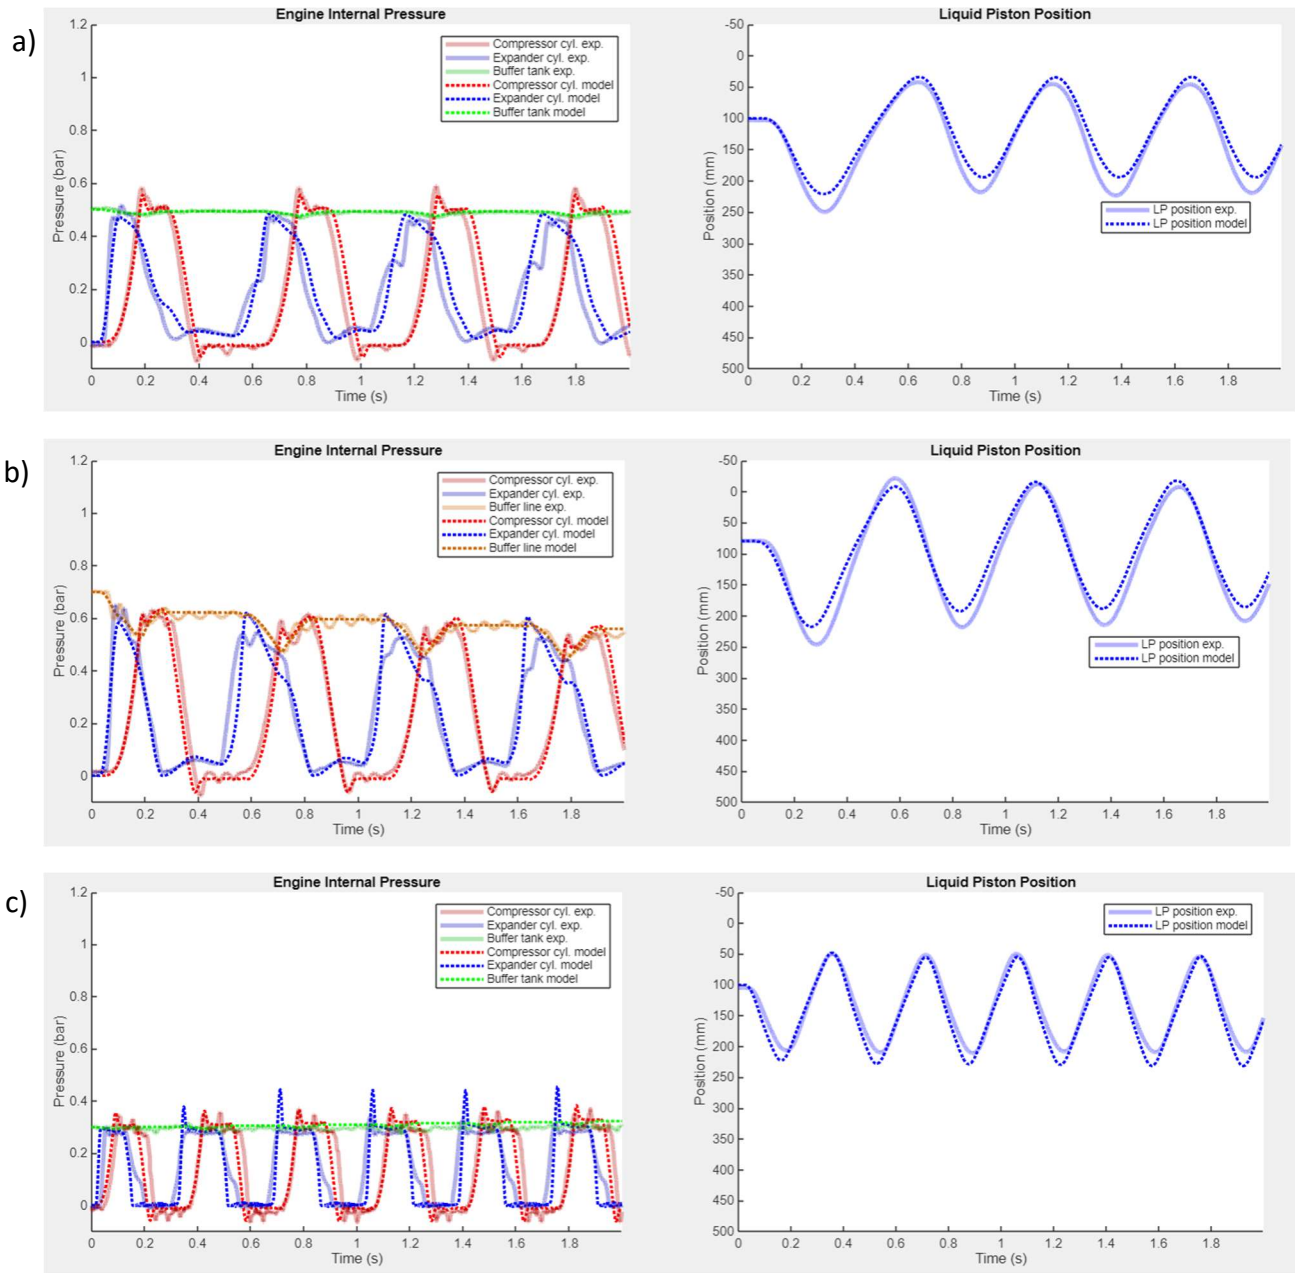 a)
Engine Internal Pressure
1.2
1
0.8
0.6
0.4
0.2
0
Pressure (bar)
Compressor cyl. exp.
Expander cyl. exp.
Buffer tank exp.
Compressor cyl. model
Expander cyl. model
Buffer tank model
0 0.2 0.4 0.6 0.8 1 1.2 1.4 1.6 1.8
Time (s)
Liquid Piston Position
-50
0
50
100
150
200
250
300
350
400
450
500
Position (mm)
LP position exp.
LP position model
0 0.2 0.4 0.6 0.8 1 1.2 1.4 1.6 1.8
Time (s)
b)
Engine Internal Pressure
1.2
1
0.8
0.6
0.4
0.2
0
Pressure (bar)
Compressor cyl. exp.
Expander cyl. exp.
Buffer line exp.
Compressor cyl. model
Expander cyl. model
Buffer line model
0 0.2 0.4 0.6 0.8 1 1.2 1.4 1.6 1.8
Time (s)
Liquid Piston Position
-50
0
50
100
150
200
250
300
350
400
450
500
Position (mm)
LP position exp.
LP position model
0 0.2 0.4 0.6 0.8 1 1.2 1.4 1.6 1.8
Time (s)
c)
Engine Internal Pressure
1.2
1
0.8
0.6
0.4
0.2
0
Pressure (bar)
Compressor cyl. exp.
Expander cyl. exp.
Buffer tank exp.
Compressor cyl. model
Expander cyl. model
Buffer tank model
0 0.2 0.4 0.6 0.8 1 1.2 1.4 1.6 1.8
Time (s)
Liquid Piston Position
-50
0
50
100
150
200
250
300
350
400
450
500
Position (mm)
LP position exp.
LP position model
0 0.2 0.4 0.6 0.8 1 1.2 1.4 1.6 1.8
Time (s)